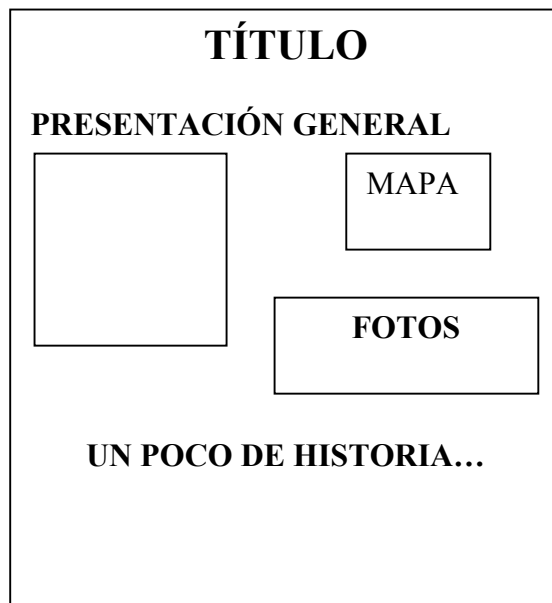 TÍTULO
PRESENTACIÓN GENERAL
MAPA
FOTOS
UN POCO DE HISTORIA…